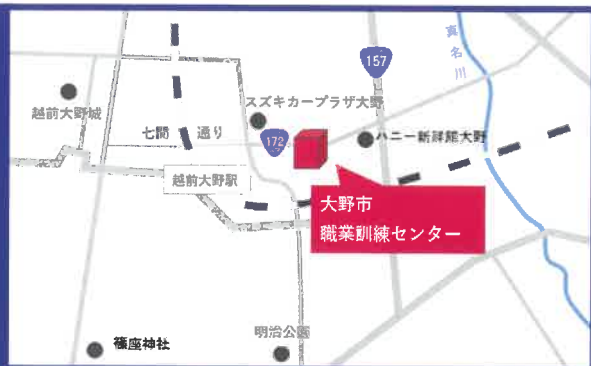 157
真名川
越前大野城
スズキカープラザ大野
七間通り
172
ハニー新鮮館大野
越前大野駅
大野市
職業訓練センター
篠座神社
明治公園